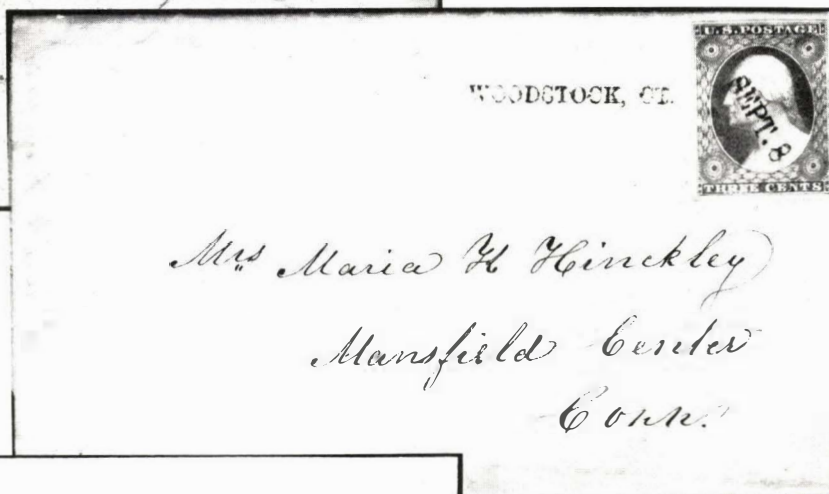 U.S. POSTAGE
WOODSTOCK, CT.
SEPT. 8
THREE CENTS
Mrs Maria K Hinckley
Mansfield Center
Conn.